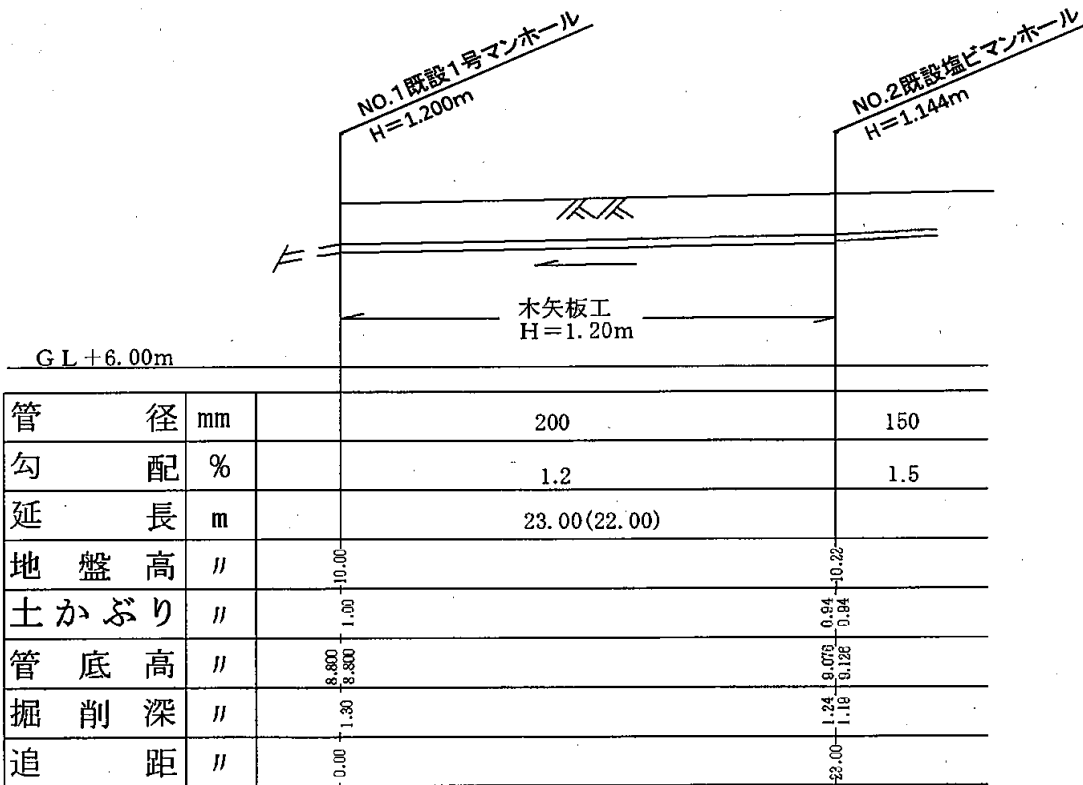 NO.1既設1号マンホール
H=1.200m
NO.2既設塩ビマンホール
H=1.144m
木矢板工
H=1.20m
GL+6.00m
管径 mm 200 150
勾配 % 1.2 1.5
延長 m 23.00(22.00)
地盤高 〃 10.00 10.22
土かぶり 〃 1.00 0.94 0.94
管底高 〃 8.800 8.800 9.076 9.126
掘削深 〃 1.30 1.24 1.19
追距 〃 0.00 23.00